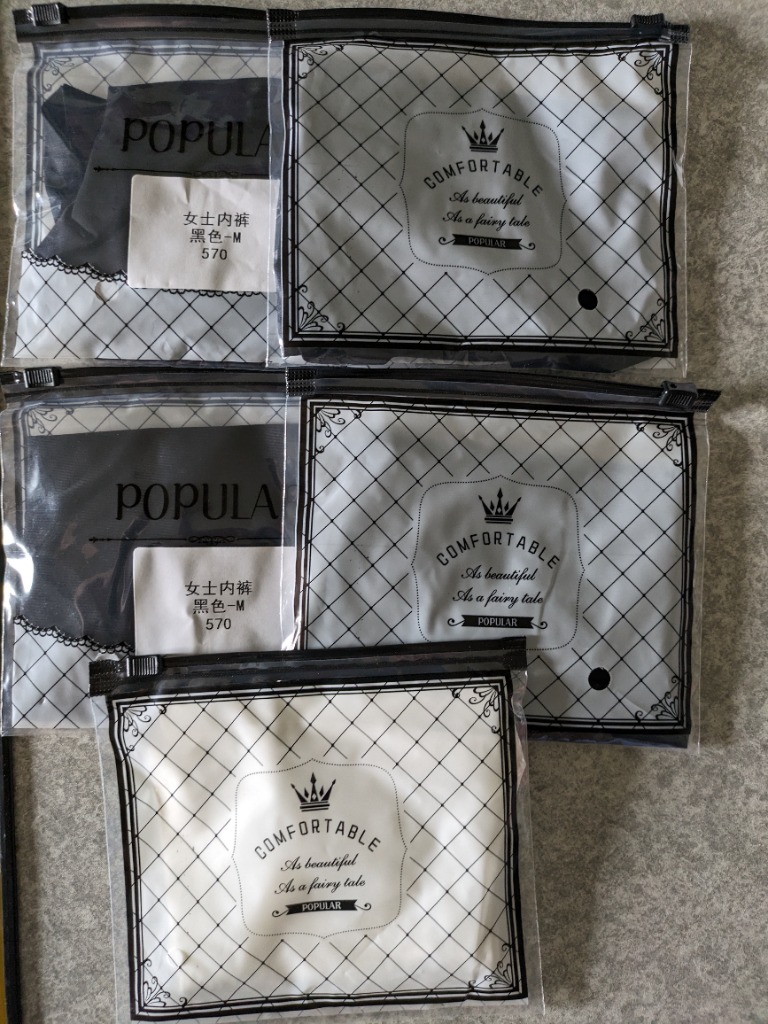 POPULA
女士内裤
黑色-M
570
COMFORTABLE
As beautiful
As a fairy tale
POPULAR
POPULA
女士内裤
黑色-M
570
COMFORTABLE
As beautiful
As a fairy tale
POPULAR
COMFORTABLE
As beautiful
As a fairy tale
POPULAR